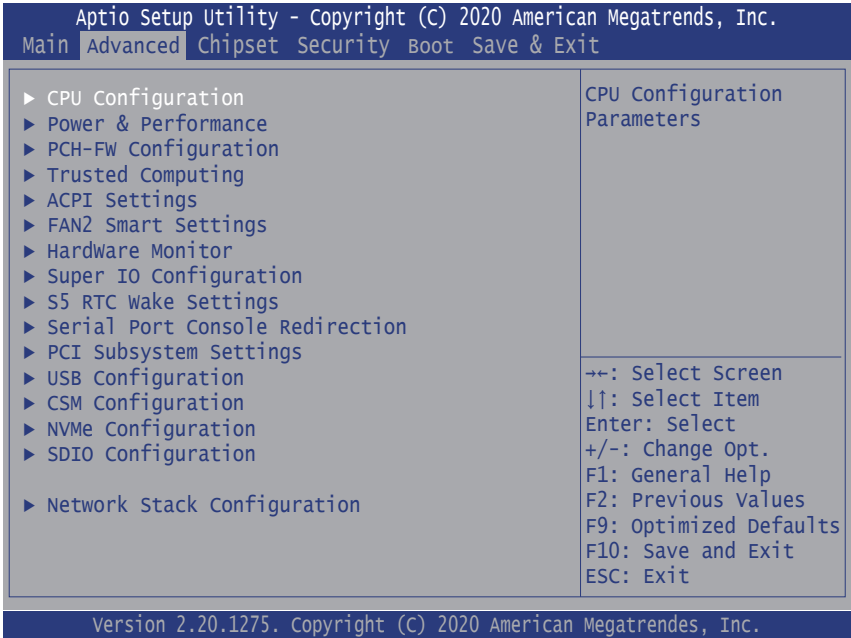 Aptio Setup Utility - Copyright (C) 2020 American Megatrends, Inc.
Main Advanced Chipset Security Boot Save & Exit
▶ CPU Configuration
▶ Power & Performance
▶ PCH-FW Configuration
▶ Trusted Computing
▶ ACPI Settings
▶ FAN2 Smart Settings
▶ HardWare Monitor
▶ Super IO Configuration
▶ S5 RTC Wake Settings
▶ Serial Port Console Redirection
▶ PCI Subsystem Settings
▶ USB Configuration
▶ CSM Configuration
▶ NVMe Configuration
▶ SDIO Configuration
▶ Network Stack Configuration
CPU Configuration
Parameters
→←: Select Screen
↓↑: Select Item
Enter: Select
+/-: Change Opt.
F1: General Help
F2: Previous Values
F9: Optimized Defaults
F10: Save and Exit
ESC: Exit
Version 2.20.1275. Copyright (C) 2020 American Megatrendes, Inc.